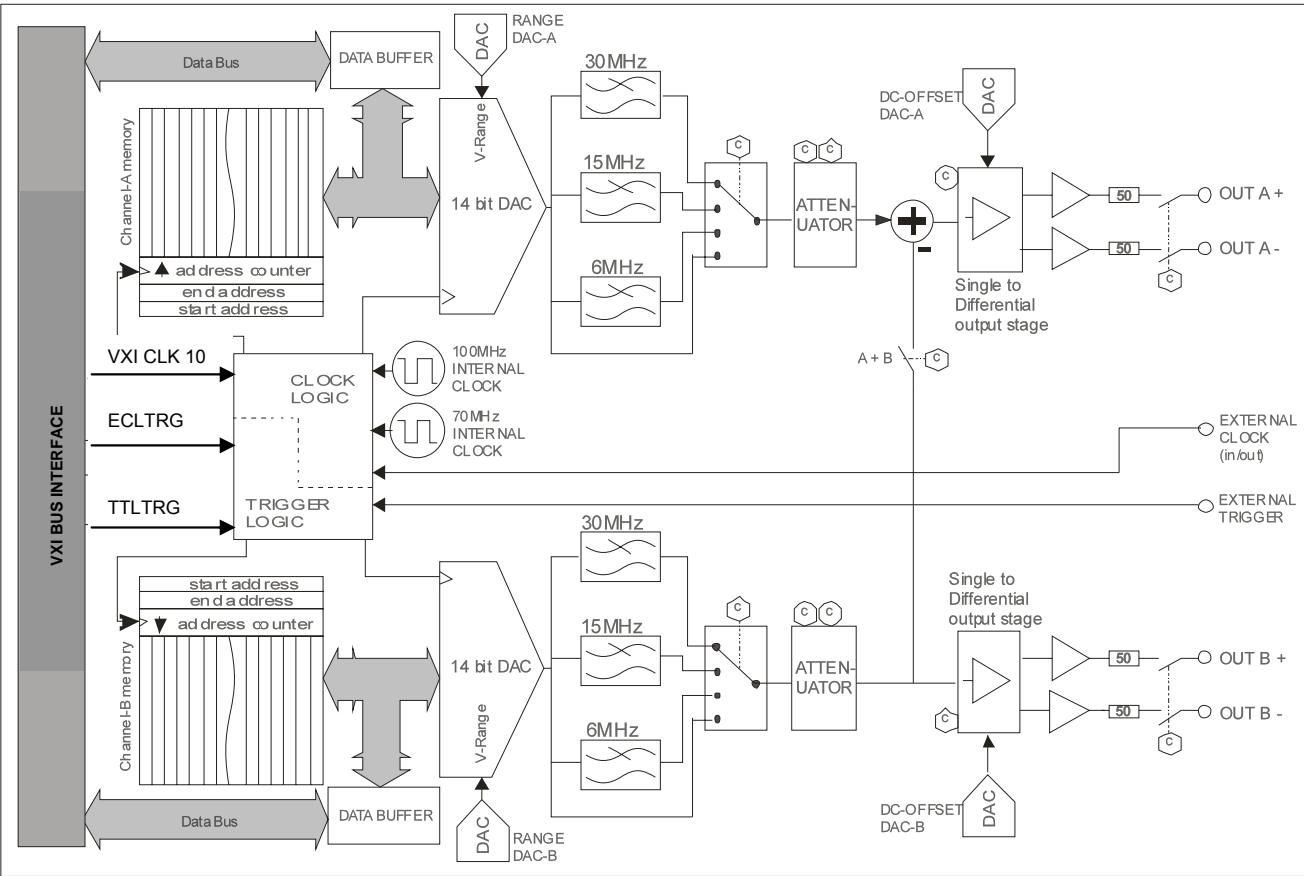 RANGE
DAC-A
DAC
Data Bus
DATA BUFFER
30MHz
V-Range
DC-OFFSET
DAC-A
DAC
Channel-A memory
C
C C
15MHz
14 bit DAC
ATTEN-
UATOR
C
+
-
50
OUT A +
50
OUT A -
C
6MHz
address counter
end address
start address
Single to
Differential
output stage
VXI CLK 10
CLOCK
LOGIC
100MHz
INTERNAL
CLOCK
A + B
C
70MHz
INTERNAL
CLOCK
ECLTRG
EXTERNAL
CLOCK
(in/out)
VXI BUS INTERFACE
TTLTRG
TRIGGER
LOGIC
EXTERNAL
TRIGGER
30MHz
start address
end address
address counter
Single to
Differential
output stage
C
C C
15MHz
14 bit DAC
ATTEN-
UATOR
50
OUT B +
Channel-B memory
C
50
OUT B -
C
6MHz
V-Range
Data Bus
DATA BUFFER
DAC
RANGE
DAC-B
DC-OFFSET
DAC-B
DAC